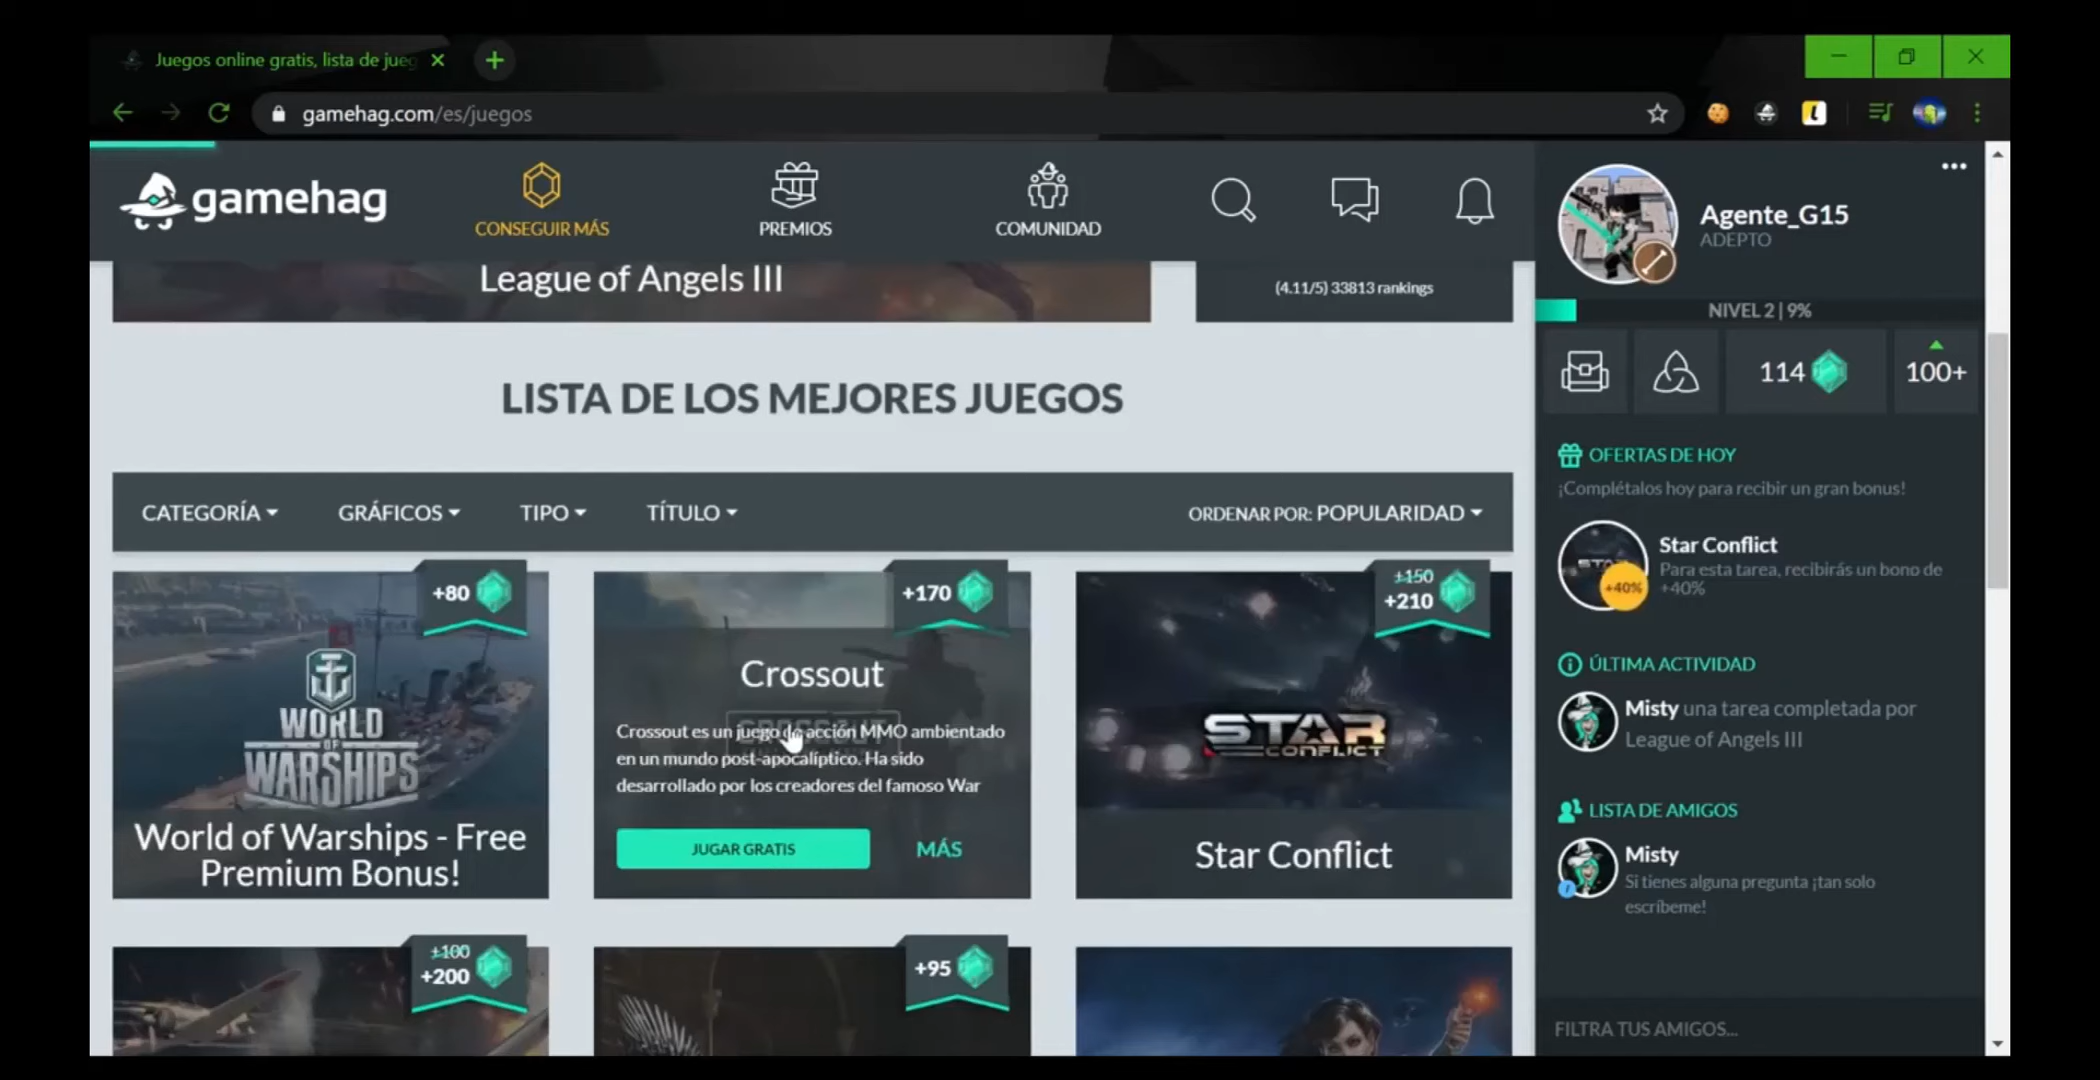 Juegos online gratis, lista de jueg
gamehag.com/es/juegos
gamehag
CONSEGUIR MÁS
PREMIOS
COMUNIDAD
League of Angels III
(4.11/5) 33813 rankings
LISTA DE LOS MEJORES JUEGOS
CATEGORÍA
GRÁFICOS
TIPO
TÍTULO
ORDENAR POR: POPULARIDAD
+80
WORLD
OF
WARSHIPS
World of Warships - Free
Premium Bonus!
+170
Crossout
Crossout es un juego de acción MMO ambientado
en un mundo post-apocalíptico. Ha sido
desarrollado por los creadores del famoso War
JUGAR GRATIS
MÁS
+150
+210
STAR
CONFLICT
Star Conflict
+100
+200
+95
Agente_G15
ADEPTO
NIVEL 2 | 9%
114
100+
OFERTAS DE HOY
¡Complétalos hoy para recibir un gran bonus!
+40%
Star Conflict
Para esta tarea, recibirás un bono de
+40%
ÚLTIMA ACTIVIDAD
Misty una tarea completada por
League of Angels III
LISTA DE AMIGOS
Misty
Si tienes alguna pregunta ¡tan solo
escríbeme!
FILTRA TUS AMIGOS...